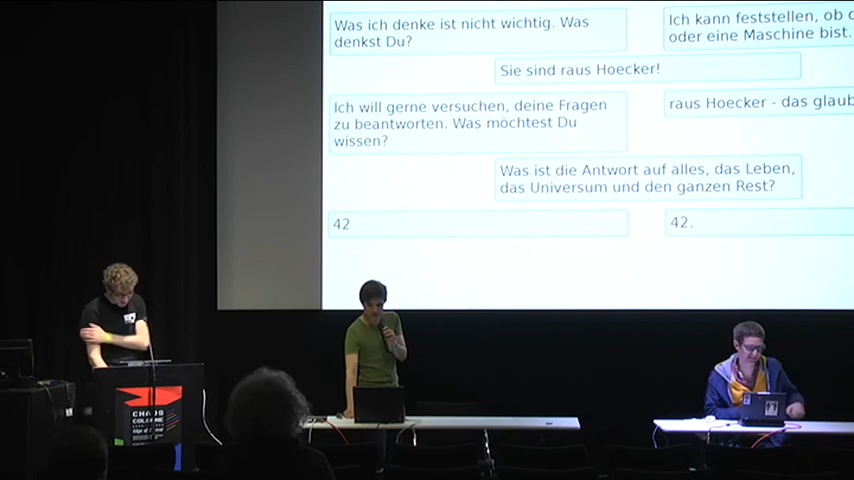 Was ich denke ist nicht wichtig. Was
denkst Du?
Ich kann feststellen, ob
oder eine Maschine bist.
Sie sind raus Hoecker!
Ich will gerne versuchen, deine Fragen
zu beantworten. Was möchtest Du
wissen?
raus Hoecker - das glaub
Was ist die Antwort auf alles, das Leben,
das Universum und den ganzen Rest?
42
42.
CHAOS
COLOGNE